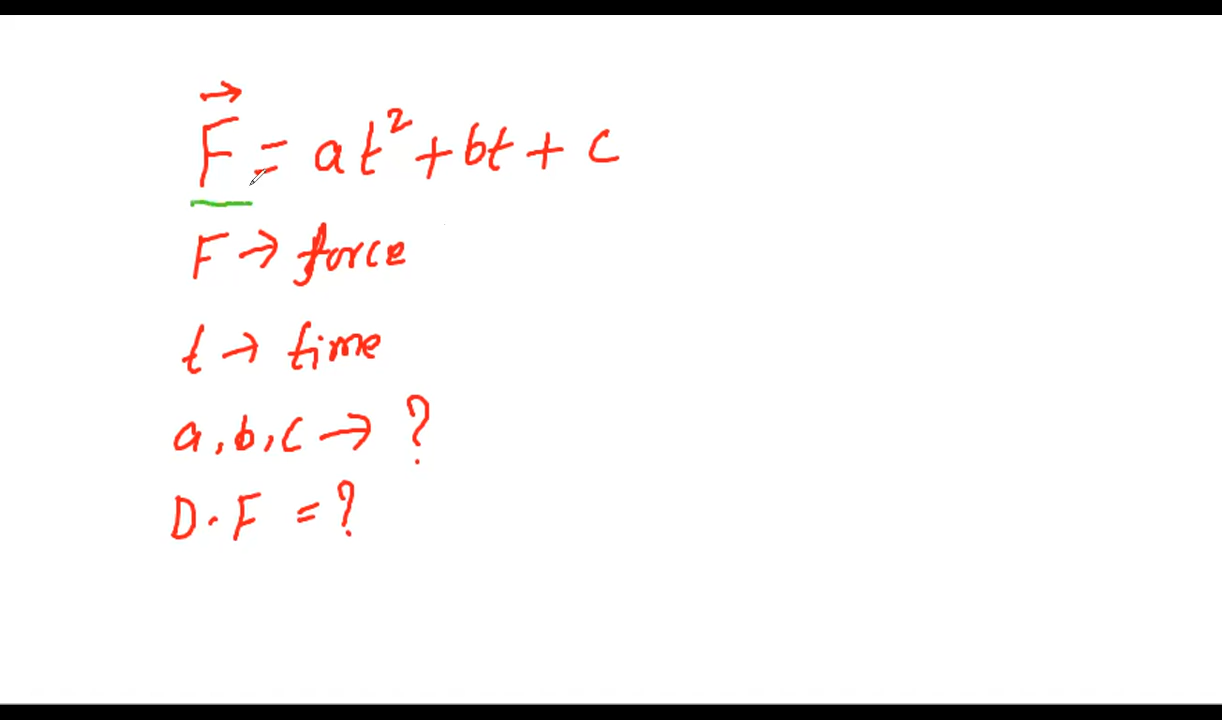 F⃗ = at² + bt + c
F → force
t → time
a, b, c → ?
D.F = ?